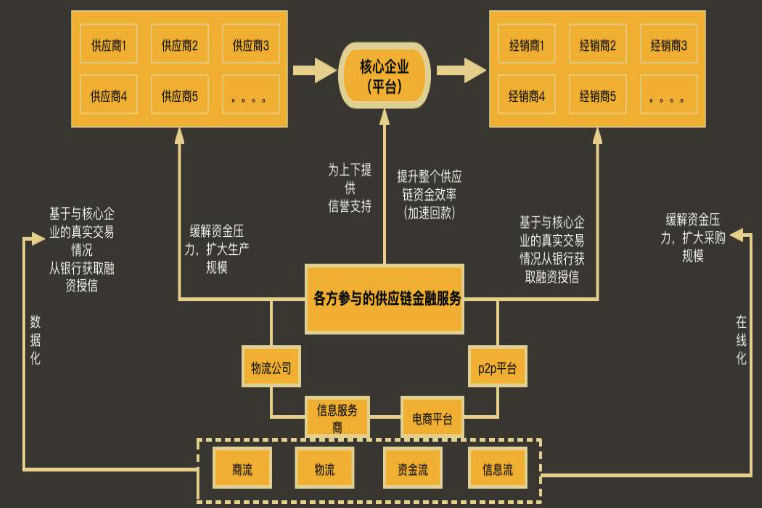 供应商1
供应商2
供应商3
供应商4
供应商5
。。。。
核心企业
（平台）
经销商1
经销商2
经销商3
经销商4
经销商5
。。。。
为上下提
供
信誉支持
提升整个供应
链资金效率
（加速回款）
基于与核心企
业的真实交易
情况
从银行获取融
资授信
缓解资金压
力，扩大生产
规模
基于与核心企
业的真实交易
情况从银行获
取融资授信
缓解资金压
力，扩大采购
规模
各方参与的供应链金融服务
数
据
化
在
线
化
物流公司
p2p平台
信息服务
商
电商平台
商流
物流
资金流
信息流